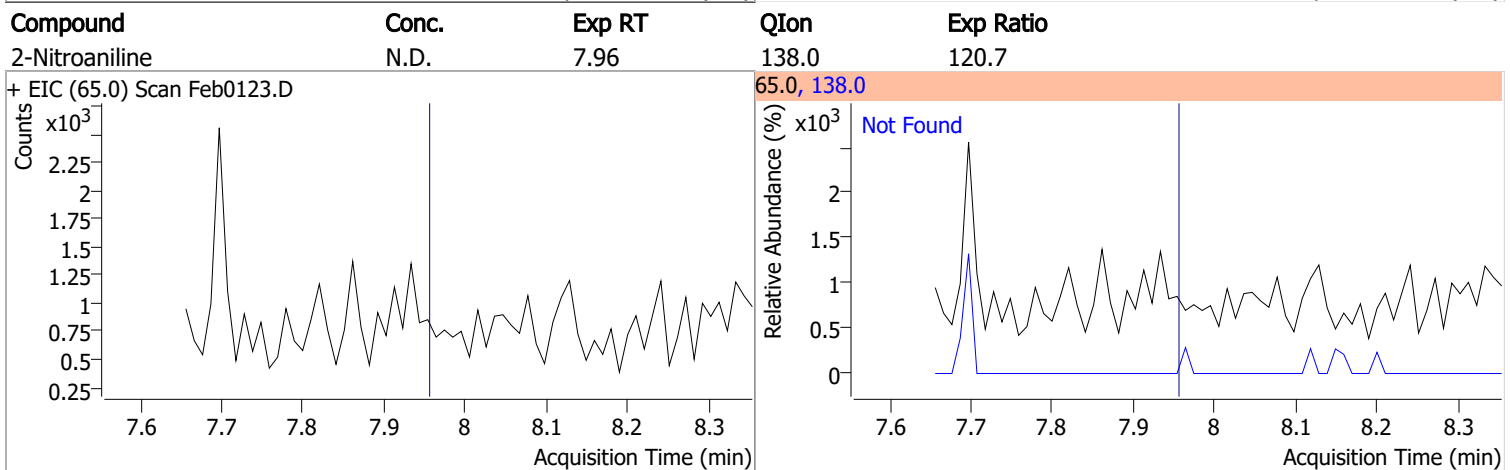 Compound Conc. Exp RT QIon Exp Ratio
2-Nitroaniline N.D. 7.96 138.0 120.7
+ EIC (65.0) Scan Feb0123.D
Counts
x10³
2.25
2
1.75
1.5
1.25
1
0.75
0.5
0.25
7.6 7.7 7.8 7.9 8 8.1 8.2 8.3
Acquisition Time (min)
65.0, 138.0
Relative Abundance (%)
x10³
Not Found
2
1.5
1
0.5
0
7.6 7.7 7.8 7.9 8 8.1 8.2 8.3
Acquisition Time (min)